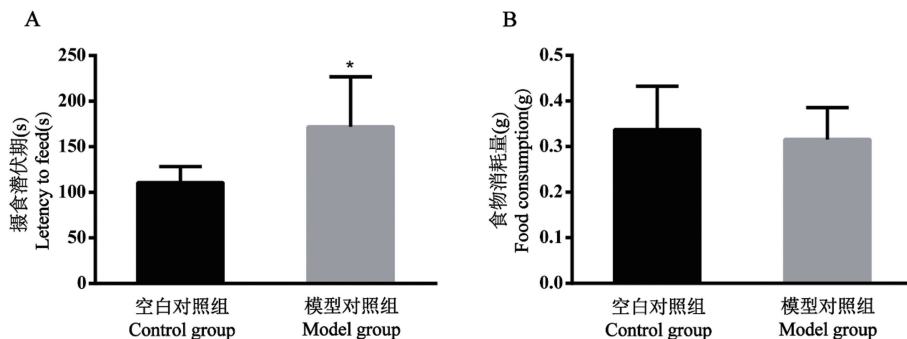 A
摄食潜伏期(s)
Letency to feed(s)
250
200
150
100
50
0
*
空白对照组
Control group
模型对照组
Model group
B
食物消耗量(g)
Food consumption(g)
0.5
0.4
0.3
0.2
0.1
0.0
空白对照组
Control group
模型对照组
Model group